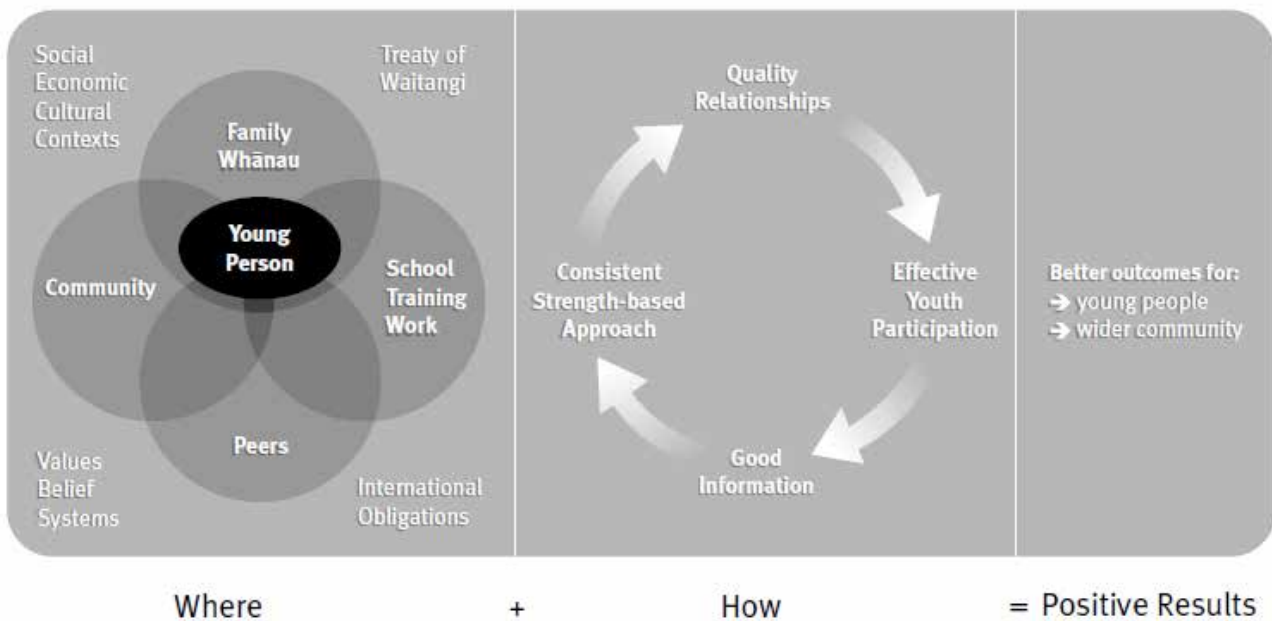 Social
Economic
Cultural
Contexts
Treaty of
Waitangi
Family
Whānau
Young
Person
Community
School
Training
Work
Peers
Values
Belief
Systems
International
Obligations
Quality
Relationships
Effective
Youth
Participation
Good
Information
Consistent
Strength-based
Approach
Better outcomes for:
→ young people
→ wider community
Where + How = Positive Results